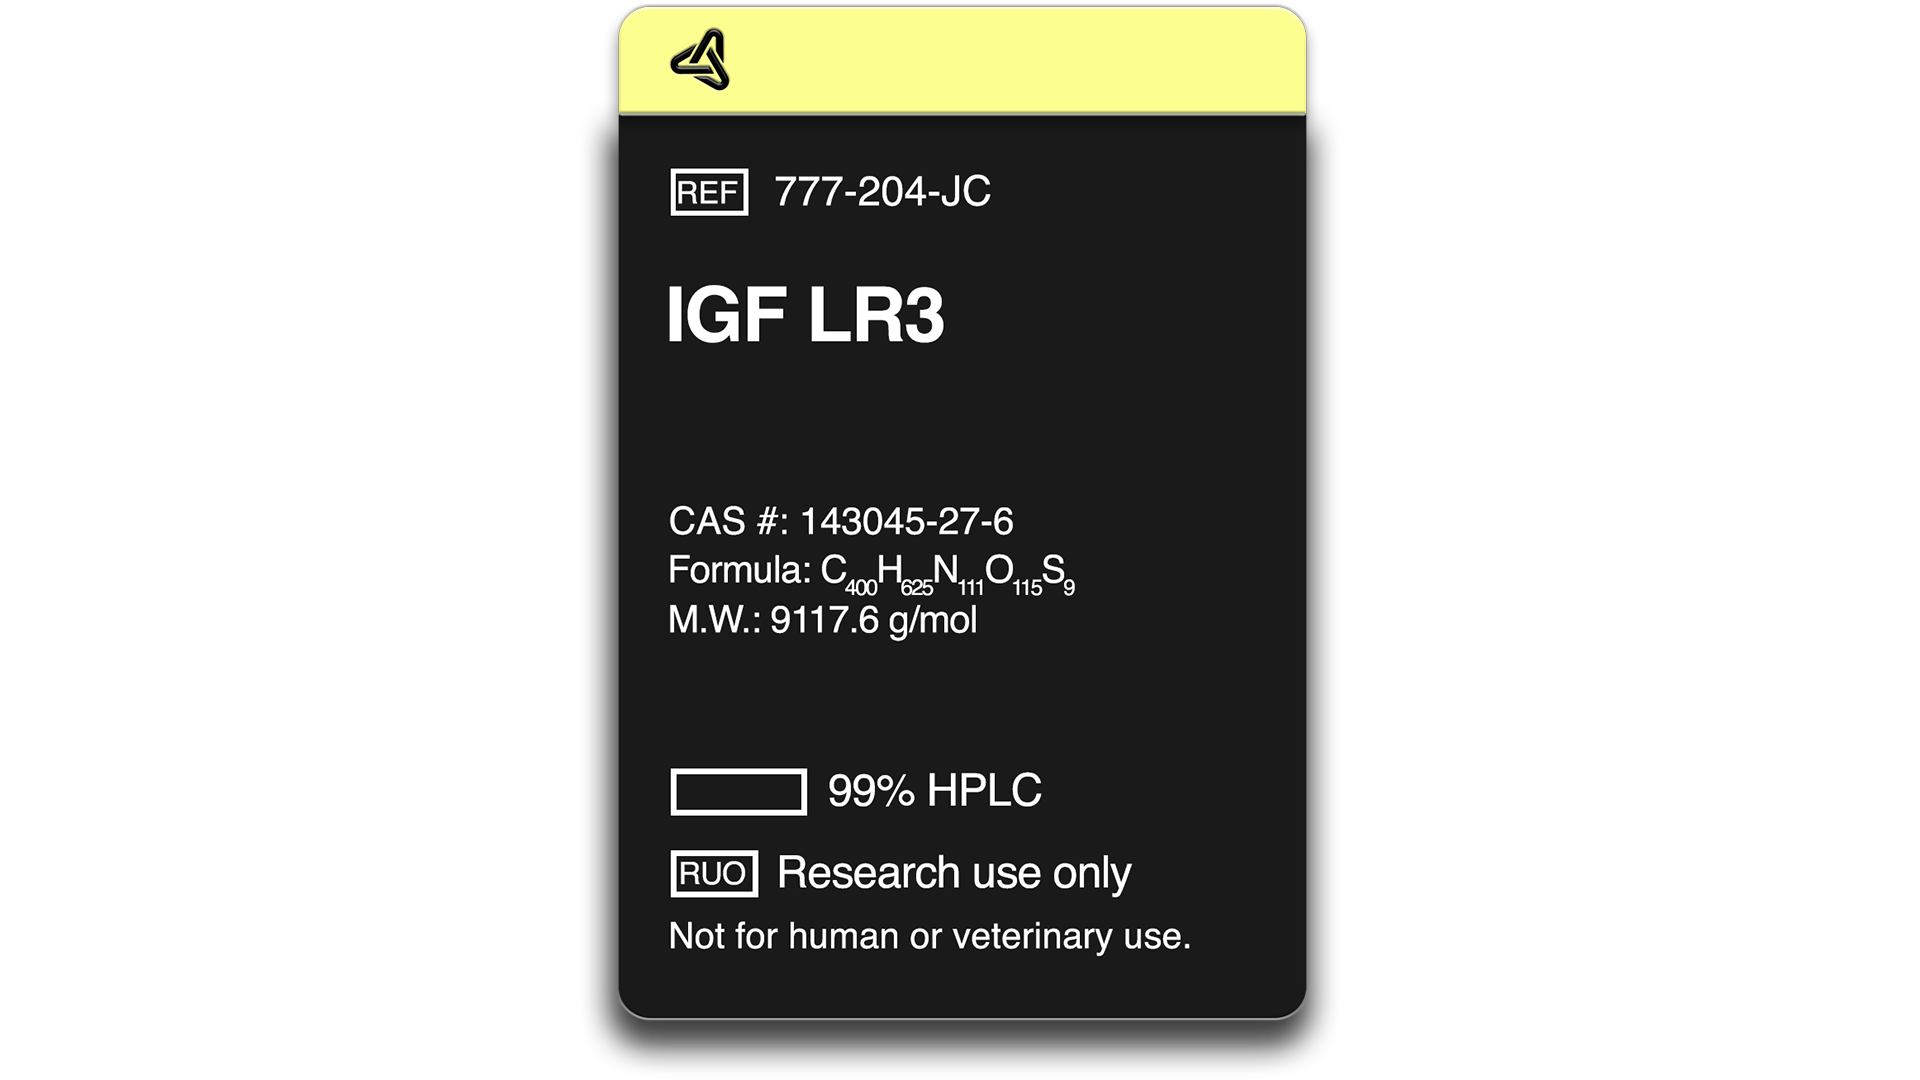 REF 777-204-JC
IGF LR3
CAS #: 143045-27-6
Formula: C₄₀₀H₆₂₅N₁₁₁O₁₁₅S₉
M.W.: 9117.6 g/mol
99% HPLC
RUO Research use only
Not for human or veterinary use.